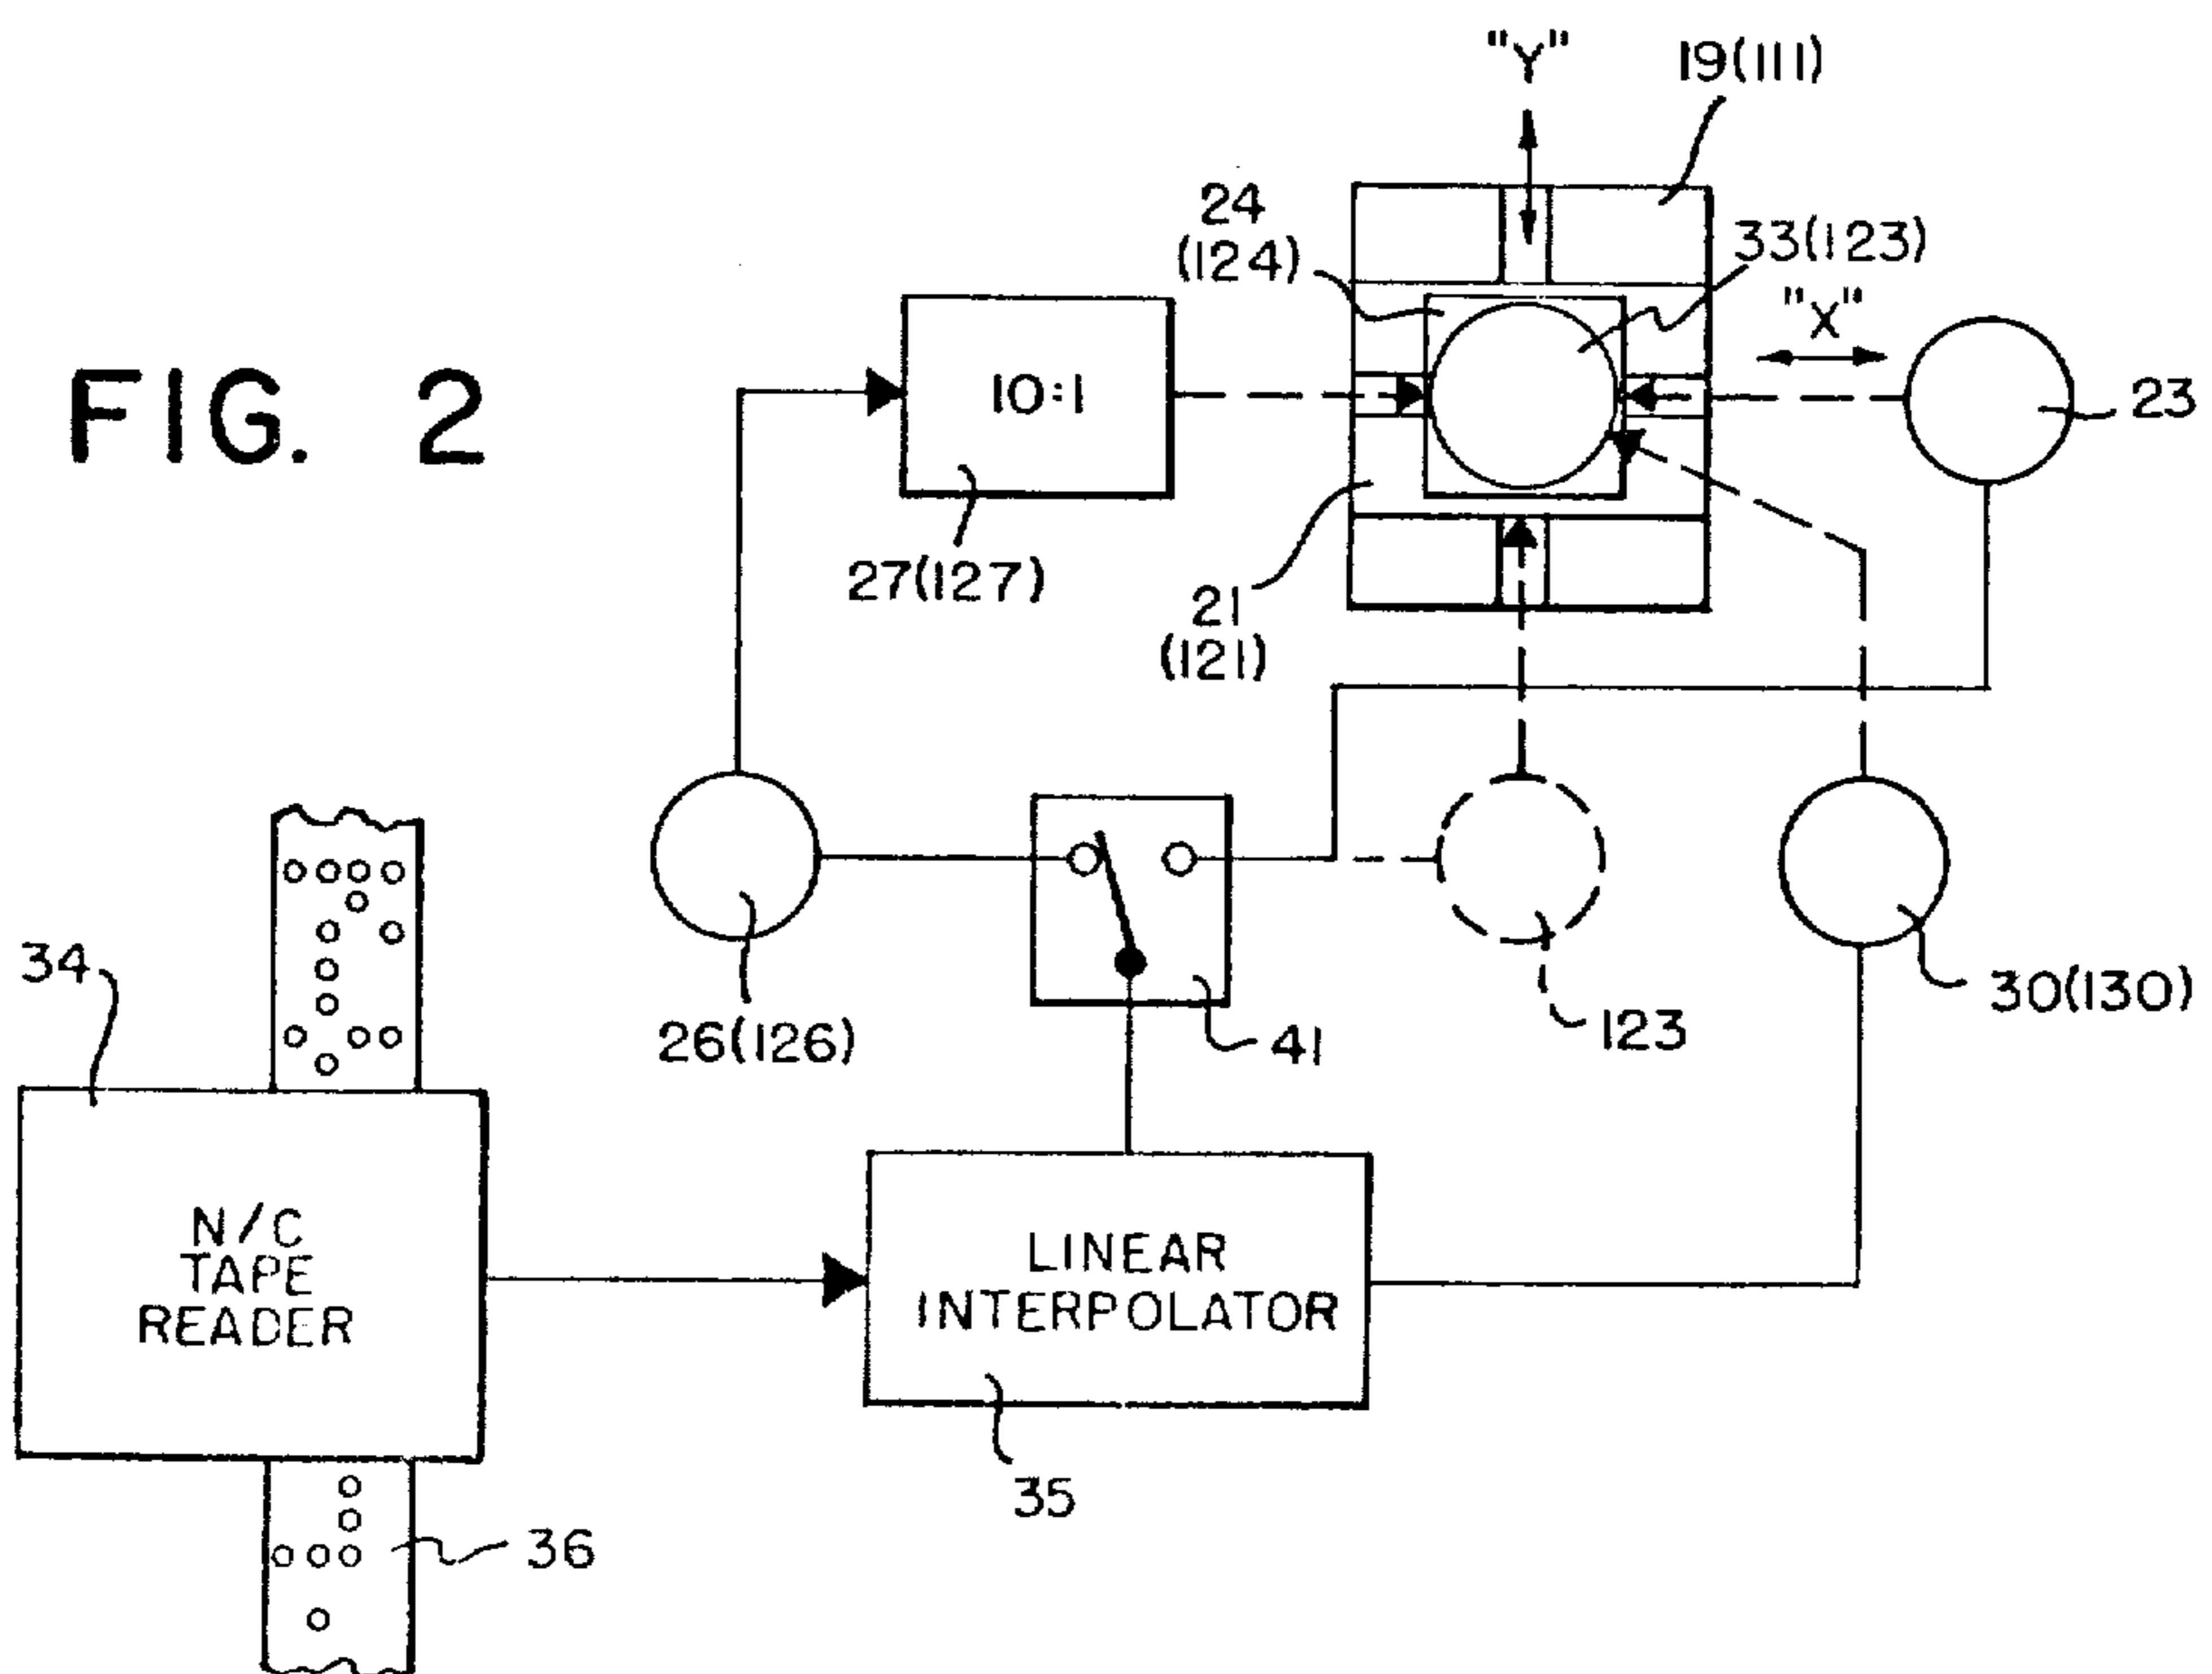 "Y"
19(111)
24
(124)
33(123)
"X"
FIG. 2
10:1
23
27(127)
21
(121)
34
26(126)
41
123
30(130)
N/C
TAPE
READER
LINEAR
INTERPOLATOR
35
36